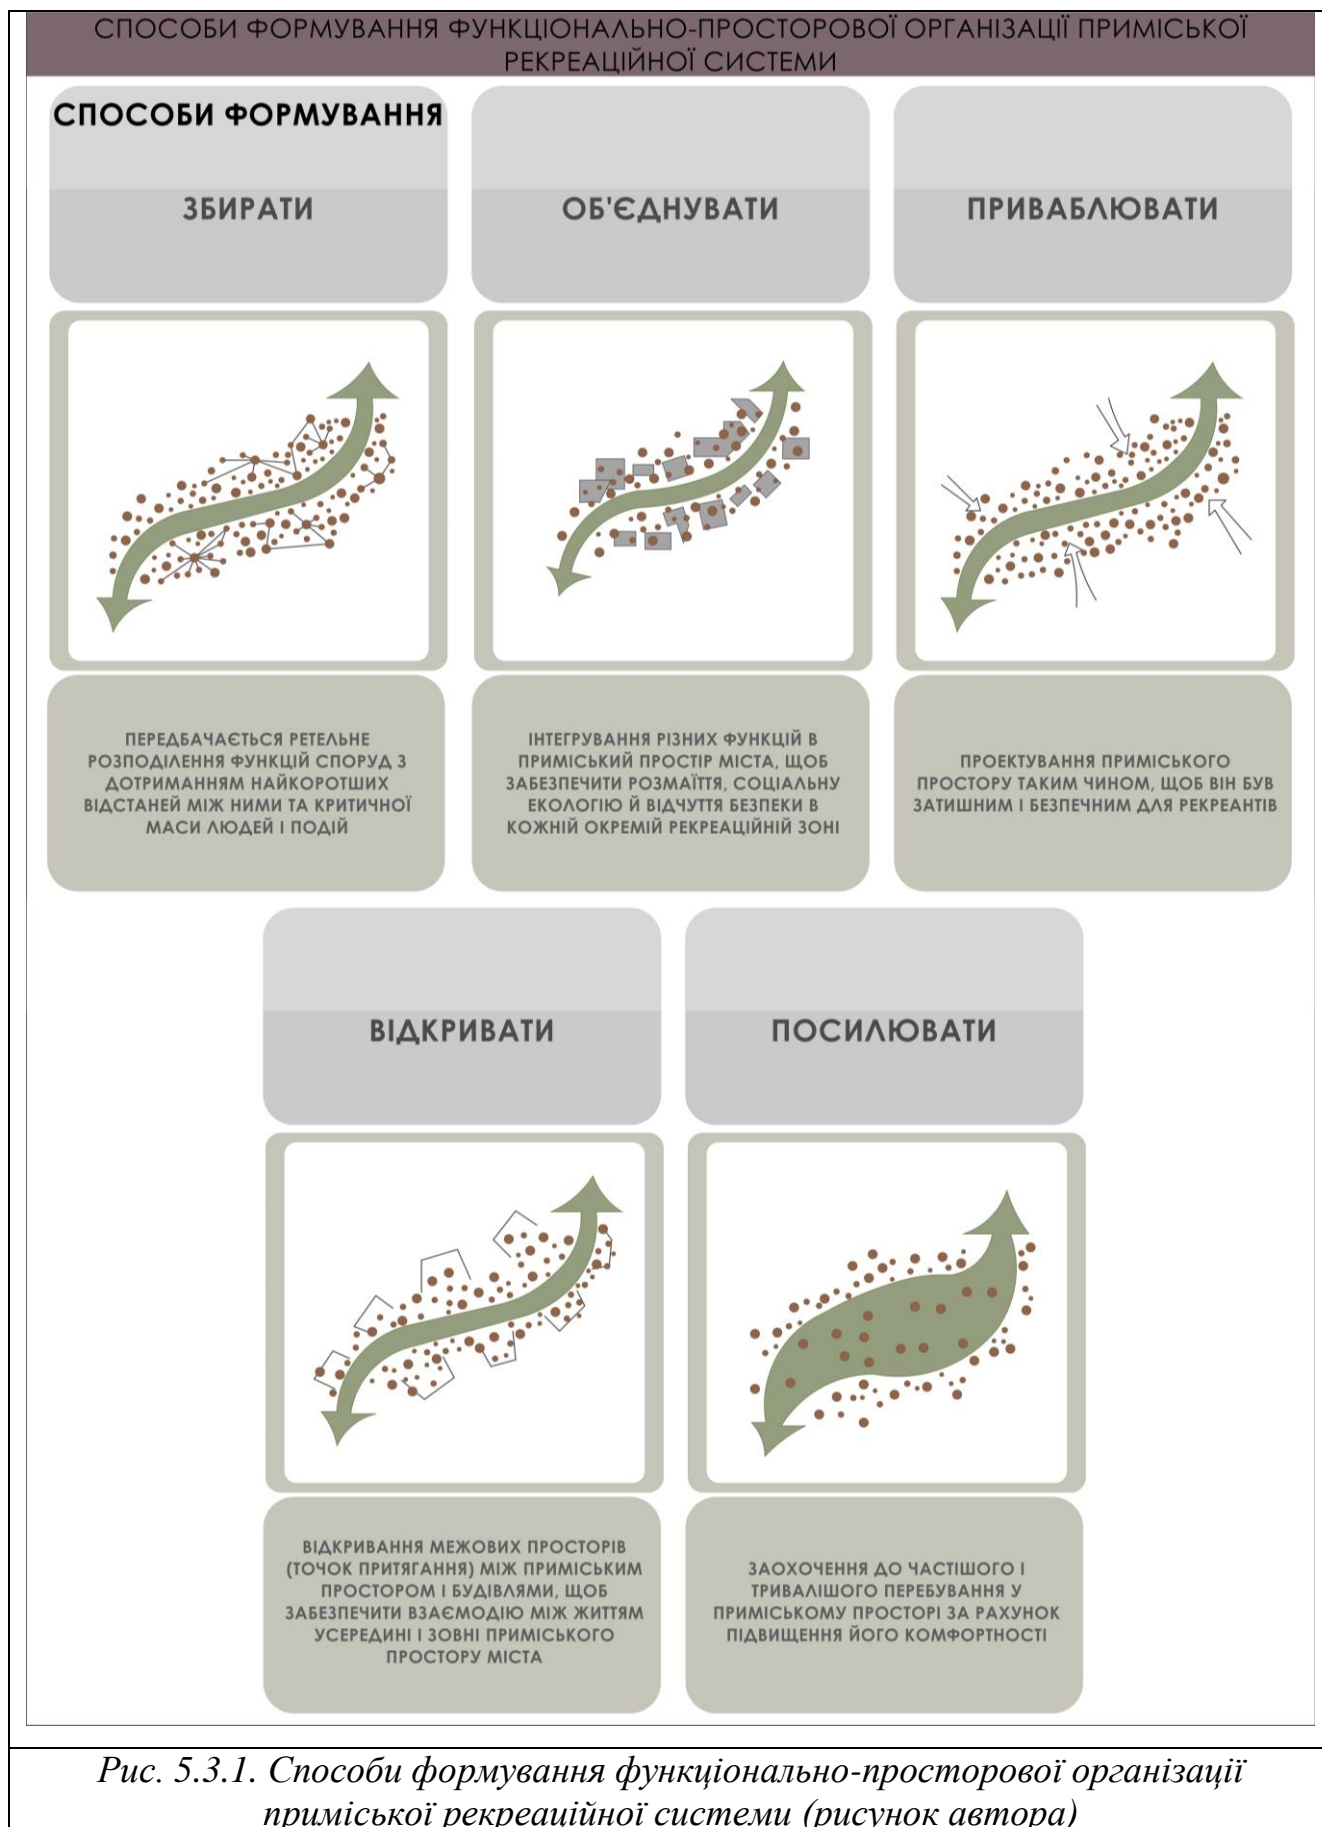 СПОСОБИ ФОРМУВАННЯ ФУНКЦІОНАЛЬНО-ПРОСТОРОВОЇ ОРГАНІЗАЦІЇ ПРИМІСЬКОЇ
РЕКРЕАЦІЙНОЇ СИСТЕМИ
СПОСОБИ ФОРМУВАННЯ
ЗБИРАТИ
ОБ'ЄДНУВАТИ
ПРИВАБЛЮВАТИ
ПЕРЕДБАЧАЄТЬСЯ РЕТЕЛЬНЕ
РОЗПОДІЛЕННЯ ФУНКЦІЙ СПОРУД З
ДОТРИМАННЯМ НАЙКОРОТШИХ
ВІДСТАНЕЙ МІЖ НИМИ ТА КРИТИЧНОЇ
МАСИ ЛЮДЕЙ І ПОДІЙ
ІНТЕГРУВАННЯ РІЗНИХ ФУНКЦІЙ В
ПРИМІСЬКИЙ ПРОСТІР МІСТА, ЩОБ
ЗАБЕЗПЕЧИТИ РОЗМАЇТТЯ, СОЦІАЛЬНУ
ЕКОЛОГІЮ Й ВІДЧУТТЯ БЕЗПЕКИ В
КОЖНІЙ ОКРЕМІЙ РЕКРЕАЦІЙНІЙ ЗОНІ
ПРОЕКТУВАННЯ ПРИМІСЬКОГО
ПРОСТОРУ ТАКИМ ЧИНОМ, ЩОБ ВІН БУВ
ЗАТИШНИМ І БЕЗПЕЧНИМ ДЛЯ РЕКРЕАНТІВ
ВІДКРИВАТИ
ПОСИЛЮВАТИ
ВІДКРИВАННЯ МЕЖОВИХ ПРОСТОРІВ
(ТОЧОК ПРИТЯГАННЯ) МІЖ ПРИМІСЬКИМ
ПРОСТОРОМ І БУДІВЛЯМИ, ЩОБ
ЗАБЕЗПЕЧИТИ ВЗАЄМОДІЮ МІЖ ЖИТТЯМ
УСЕРЕДИНІ І ЗОВНІ ПРИМІСЬКОГО
ПРОСТОРУ МІСТА
ЗАОХОЧЕННЯ ДО ЧАСТІШОГО І
ТРИВАЛІШОГО ПЕРЕБУВАННЯ У
ПРИМІСЬКОМУ ПРОСТОРІ ЗА РАХУНОК
ПІДВИЩЕННЯ ЙОГО КОМФОРТНОСТІ
Рис. 5.3.1. Способи формування функціонально-просторової організації
приміської рекреаційної системи (рисунок автора)